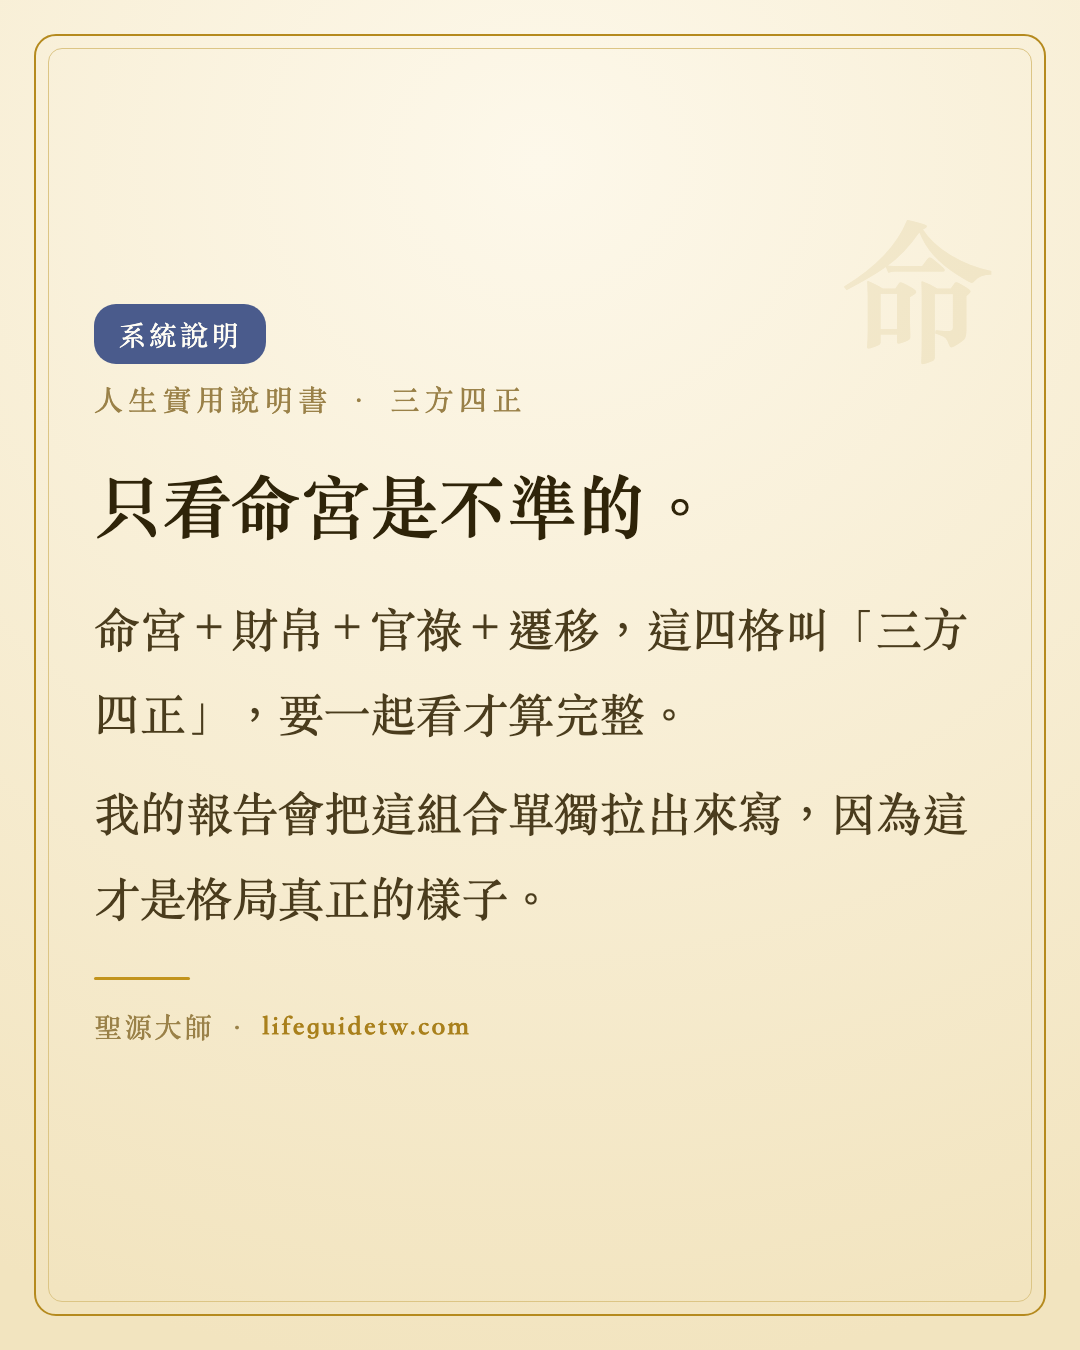 命
系統說明
人生實用說明書 · 三方四正
只看命宮是不準的。
命宮＋財帛＋官祿＋遷移，這四格叫「三方
四正」，要一起看才算完整。
我的報告會把這組合單獨拉出來寫，因為這
才是格局真正的樣子。
聖源大師 · lifeguidetw.com